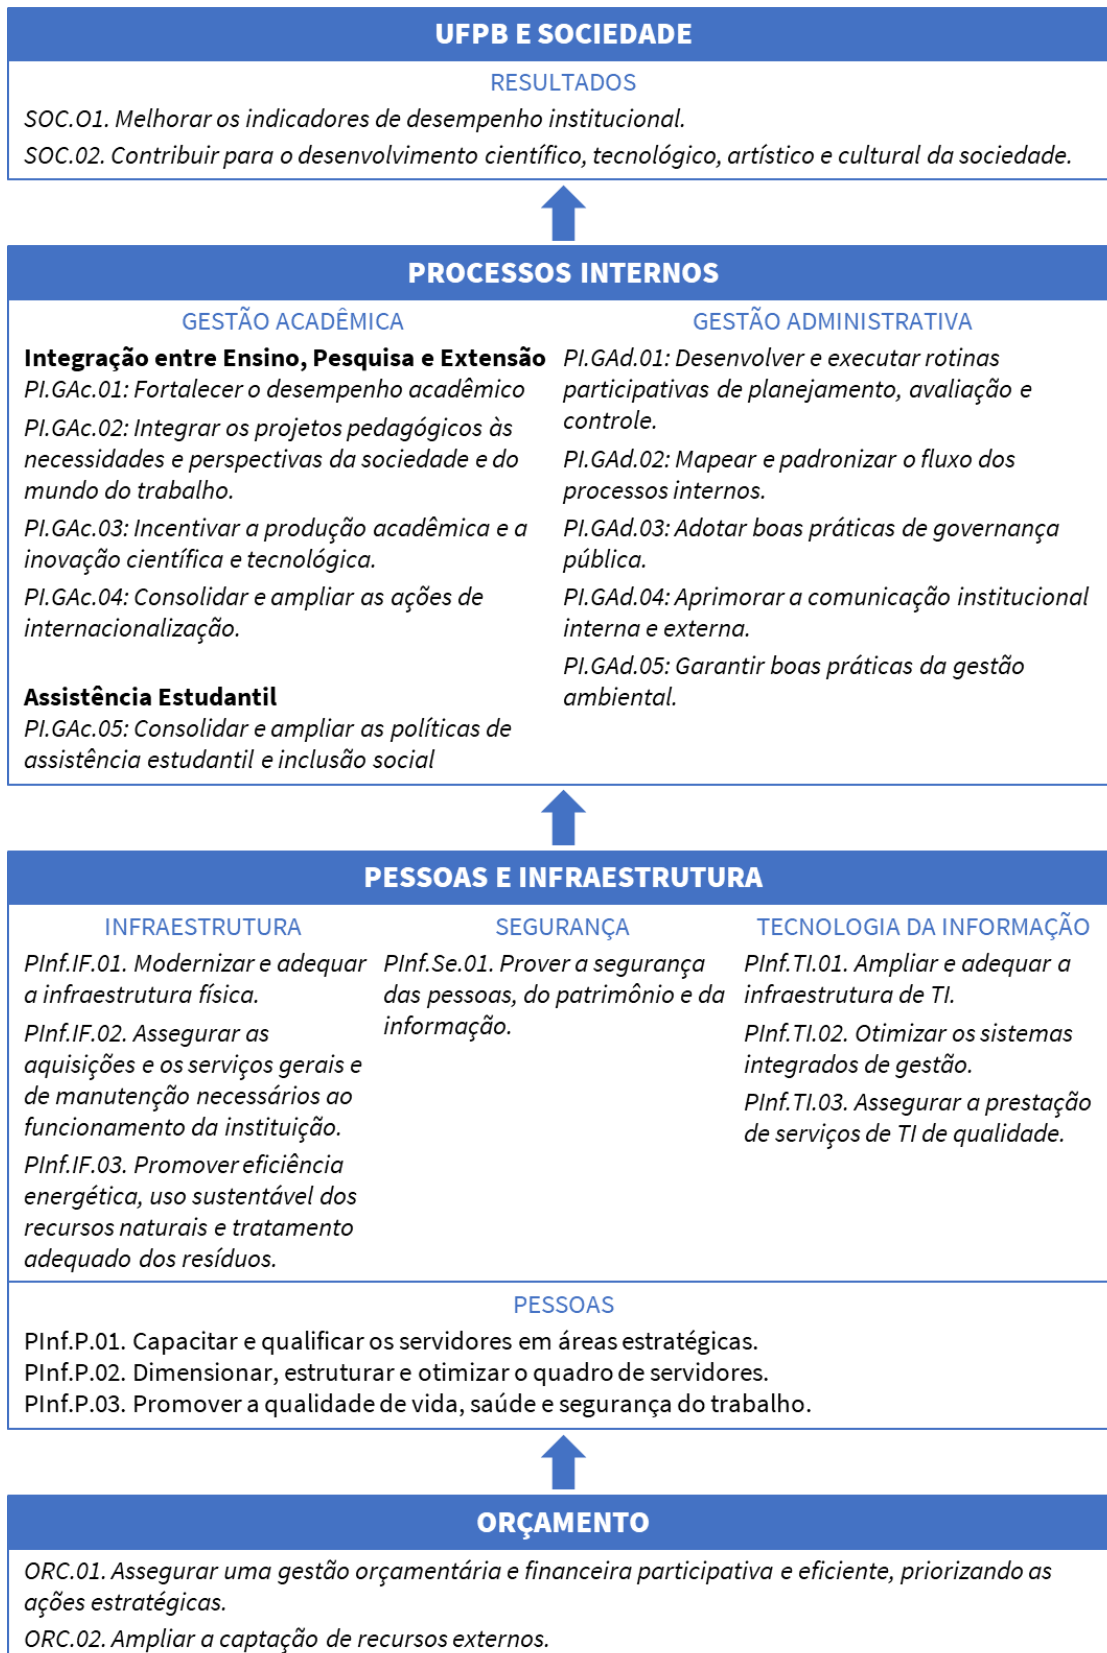 UFPB E SOCIEDADE
RESULTADOS
SOC.O1. Melhorar os indicadores de desempenho institucional.
SOC.02. Contribuir para o desenvolvimento científico, tecnológico, artístico e cultural da sociedade.
PROCESSOS INTERNOS
GESTÃO ACADÊMICA
Integração entre Ensino, Pesquisa e Extensão
PI.GAc.01: Fortalecer o desempenho acadêmico
PI.GAc.02: Integrar os projetos pedagógicos às
necessidades e perspectivas da sociedade e do
mundo do trabalho.
PI.GAc.03: Incentivar a produção acadêmica e a
inovação científica e tecnológica.
PI.GAc.04: Consolidar e ampliar as ações de
internacionalização.
Assistência Estudantil
PI.GAc.05: Consolidar e ampliar as políticas de
assistência estudantil e inclusão social
GESTÃO ADMINISTRATIVA
PI.GAd.01: Desenvolver e executar rotinas
participativas de planejamento, avaliação e
controle.
PI.GAd.02: Mapear e padronizar o fluxo dos
processos internos.
PI.GAd.03: Adotar boas práticas de governança
pública.
PI.GAd.04: Aprimorar a comunicação institucional
interna e externa.
PI.GAd.05: Garantir boas práticas da gestão
ambiental.
PESSOAS E INFRAESTRUTURA
INFRAESTRUTURA
PInf.IF.01. Modernizar e adequar
a infraestrutura física.
PInf.IF.02. Assegurar as
aquisições e os serviços gerais e
de manutenção necessários ao
funcionamento da instituição.
PInf.IF.03. Promover eficiência
energética, uso sustentável dos
recursos naturais e tratamento
adequado dos resíduos.
SEGURANÇA
PInf.Se.01. Prover a segurança
das pessoas, do patrimônio e da
informação.
TECNOLOGIA DA INFORMAÇÃO
PInf.TI.01. Ampliar e adequar a
infraestrutura de TI.
PInf.TI.02. Otimizar os sistemas
integrados de gestão.
PInf.TI.03. Assegurar a prestação
de serviços de TI de qualidade.
PESSOAS
PInf.P.01. Capacitar e qualificar os servidores em áreas estratégicas.
PInf.P.02. Dimensionar, estruturar e otimizar o quadro de servidores.
PInf.P.03. Promover a qualidade de vida, saúde e segurança do trabalho.
ORÇAMENTO
ORC.01. Assegurar uma gestão orçamentária e financeira participativa e eficiente, priorizando as
ações estratégicas.
ORC.02. Ampliar a captação de recursos externos.